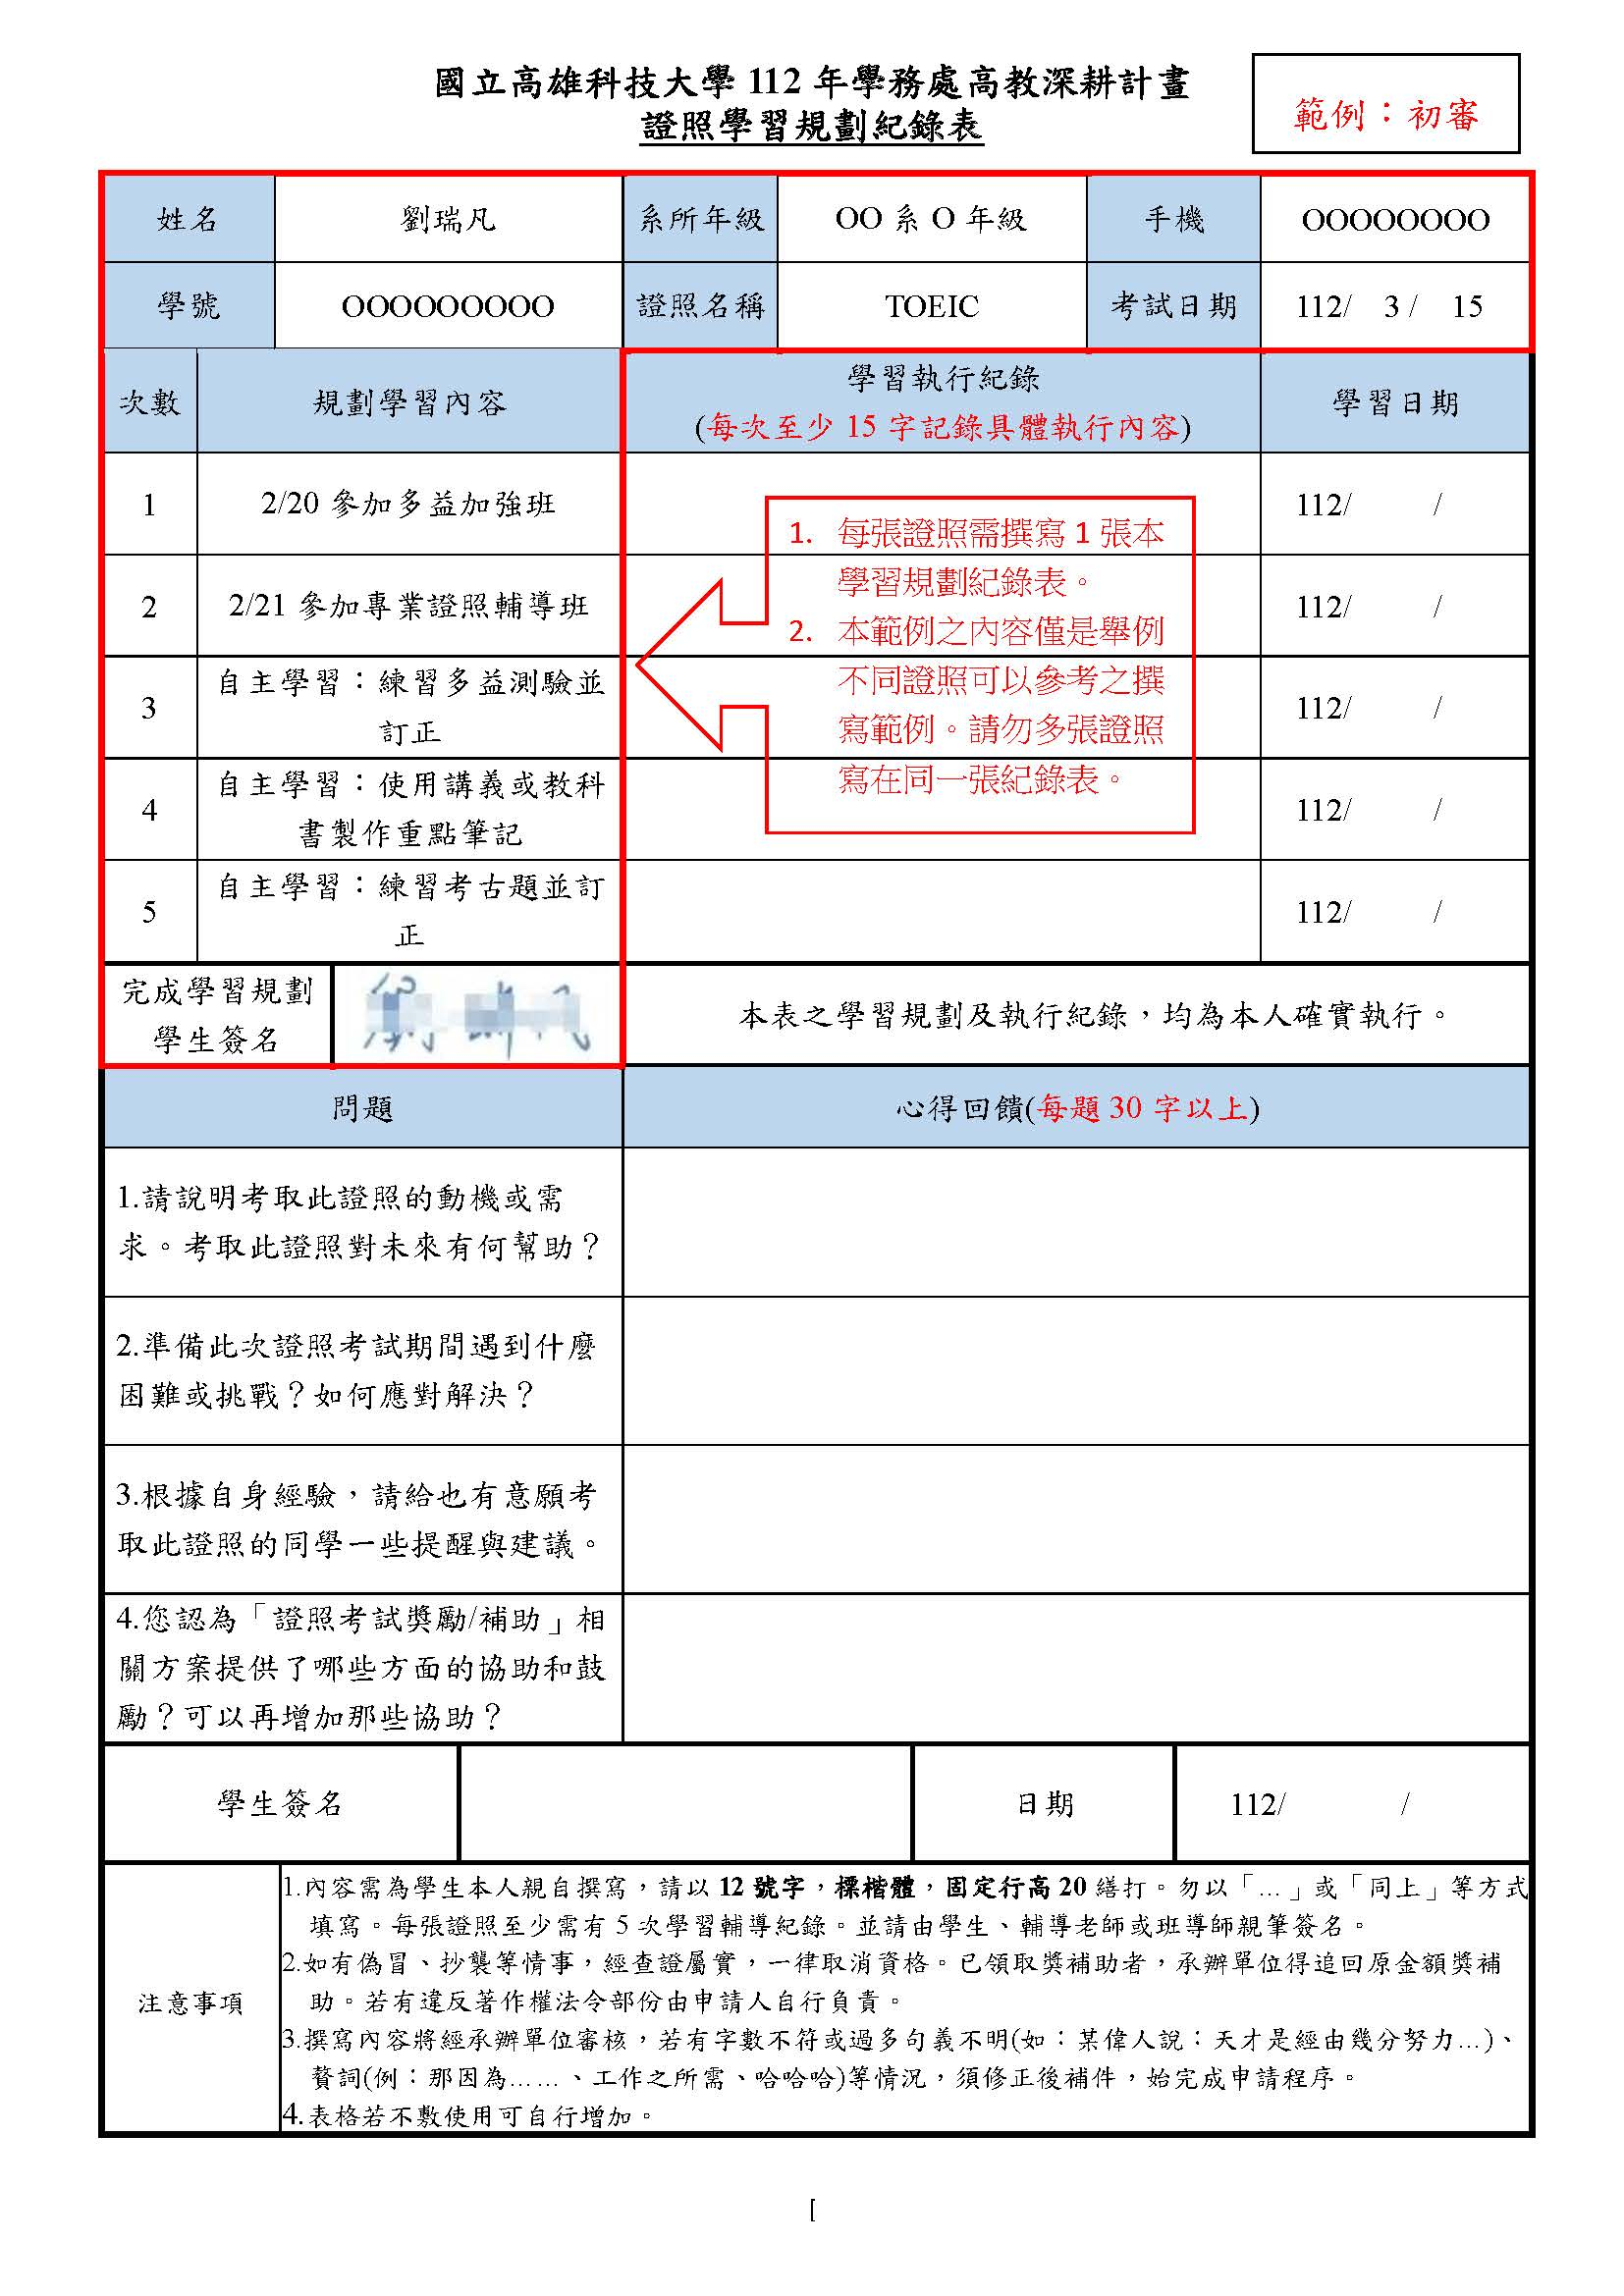 國立高雄科技大學 112 年學務處高教深耕計畫
證照學習規劃紀錄表
範例：初審
姓名 劉瑞凡 系所年級 OO 系 O 年級 手機 OOOOOOOO
學號 OOOOOOOOO 證照名稱 TOEIC 考試日期 112/ 3 / 15
次數 規劃學習內容 學習執行紀錄 學習日期
(每次至少 15 字記錄具體執行內容)
1 2/20 參加多益加強班 112/ /
2 2/21 參加專業證照輔導班 112/ /
3 自主學習：練習多益測驗並 112/ /
訂正
4 自主學習：使用講義或教科 112/ /
書製作重點筆記
5 自主學習：練習考古題並訂 112/ /
正
1. 每張證照需撰寫 1 張本
學習規劃紀錄表。
2. 本範例之內容僅是舉例
不同證照可以參考之撰
寫範例。請勿多張證照
寫在同一張紀錄表。
完成學習規劃
學生簽名
本表之學習規劃及執行紀錄，均為本人確實執行。
問題 心得回饋(每題 30 字以上)
1.請說明考取此證照的動機或需
求。考取此證照對未來有何幫助？
2.準備此次證照考試期間遇到什麼
困難或挑戰？如何應對解決？
3.根據自身經驗，請給也有意願考
取此證照的同學一些提醒與建議。
4.您認為「證照考試獎勵/補助」相
關方案提供了哪些方面的協助和鼓
勵？可以再增加那些協助？
學生簽名 日期 112/ /
注意事項
1.內容需為學生本人親自撰寫，請以 12 號字，標楷體，固定行高 20 繕打。勿以「…」或「同上」等方式
填寫。每張證照至少需有 5 次學習輔導紀錄。並請由學生、輔導老師或班導師親筆簽名。
2.如有偽冒、抄襲等情事，經查證屬實，一律取消資格。已領取獎補助者，承辦單位得追回原金額獎補
助。若有違反著作權法令部份由申請人自行負責。
3.撰寫內容將經承辦單位審核，若有字數不符或過多句義不明(如：某偉人說：天才是經由幾分努力…)、
贅詞(例：那因為……、工作之所需、哈哈哈)等情況，須修正後補件，始完成申請程序。
4.表格若不敷使用可自行增加。
[